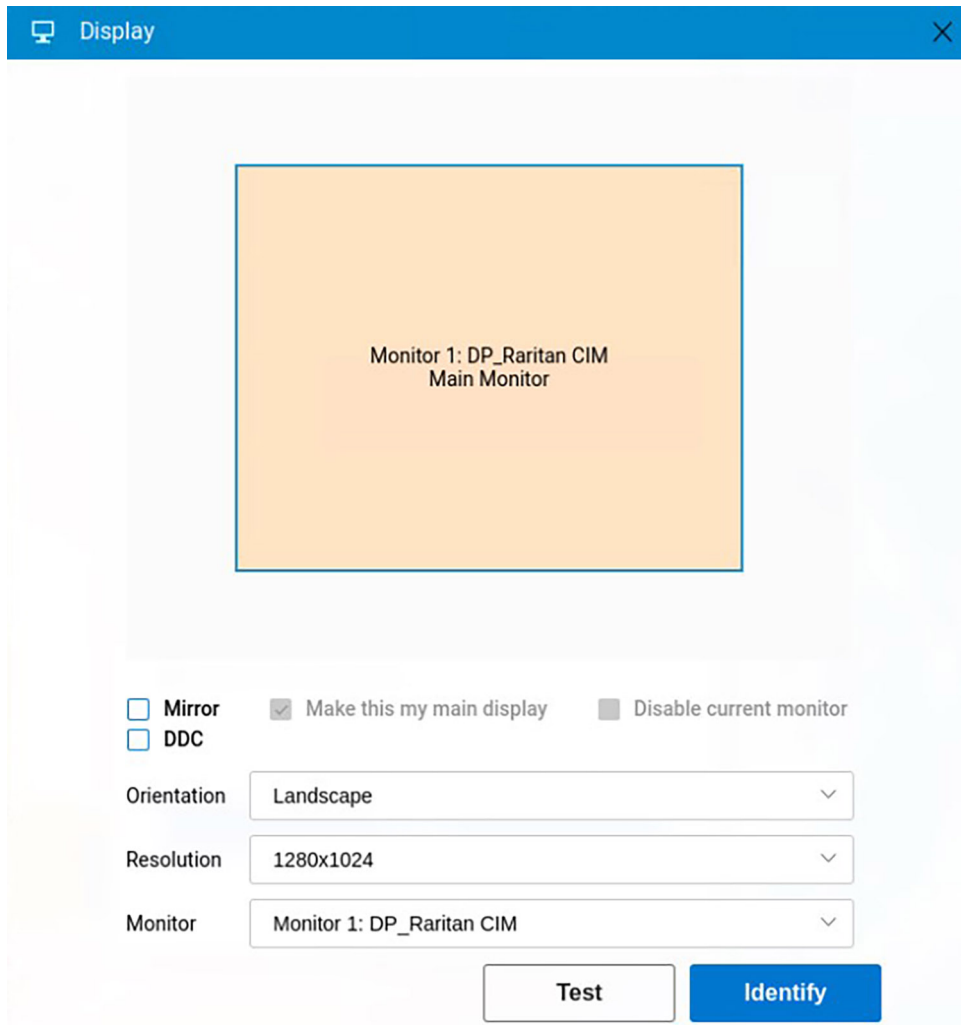 Display
Monitor 1: DP_Raritan CIM
Main Monitor
Mirror Make this my main display Disable current monitor
DDC
Orientation Landscape
Resolution 1280x1024
Monitor Monitor 1: DP_Raritan CIM
Test Identify